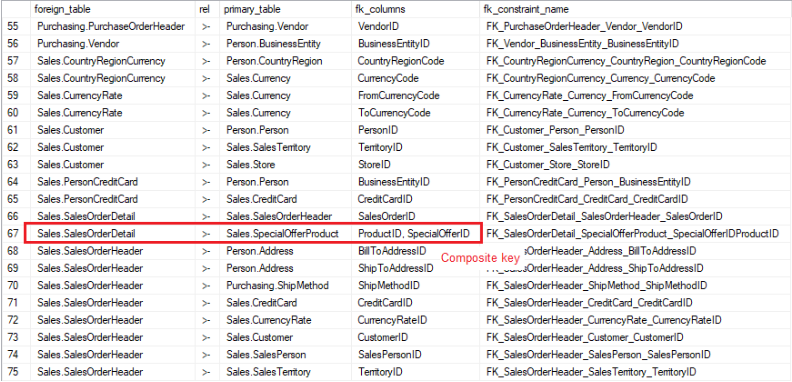 foreign_table rel primary_table fk_columns fk_constraint_name
55 Purchasing.PurchaseOrderHeader >- Purchasing.Vendor VendorID FK_PurchaseOrderHeader_Vendor_VendorID
56 Purchasing.Vendor >- Person.BusinessEntity BusinessEntityID FK_Vendor_BusinessEntity_BusinessEntityID
57 Sales.CountryRegionCurrency >- Person.CountryRegion CountryRegionCode FK_CountryRegionCurrency_CountryRegion_CountryRegionCode
58 Sales.CountryRegionCurrency >- Sales.Currency CurrencyCode FK_CountryRegionCurrency_Currency_CurrencyCode
59 Sales.CurrencyRate >- Sales.Currency FromCurrencyCode FK_CurrencyRate_Currency_FromCurrencyCode
60 Sales.CurrencyRate >- Sales.Currency ToCurrencyCode FK_CurrencyRate_Currency_ToCurrencyCode
61 Sales.Customer >- Person.Person PersonID FK_Customer_Person_PersonID
62 Sales.Customer >- Sales.SalesTerritory TerritoryID FK_Customer_SalesTerritory_TerritoryID
63 Sales.Customer >- Sales.Store StoreID FK_Customer_Store_StoreID
64 Sales.PersonCreditCard >- Person.Person BusinessEntityID FK_PersonCreditCard_Person_BusinessEntityID
65 Sales.PersonCreditCard >- Sales.CreditCard CreditCardID FK_PersonCreditCard_CreditCard_CreditCardID
66 Sales.SalesOrderDetail >- Sales.SalesOrderHeader SalesOrderID FK_SalesOrderDetail_SalesOrderHeader_SalesOrderID
67 Sales.SalesOrderDetail >- Sales.SpecialOfferProduct ProductID, SpecialOfferID FK_SalesOrderDetail_SpecialOfferProduct_SpecialOfferIDProductID
68 Sales.SalesOrderHeader >- Person.Address BillToAddressID sOrderHeader_Address_BillToAddressID
Composite key
69 Sales.SalesOrderHeader >- Person.Address ShipToAddressID FK_SalesOrderHeader_Address_ShipToAddressID
70 Sales.SalesOrderHeader >- Purchasing.ShipMethod ShipMethodID FK_SalesOrderHeader_ShipMethod_ShipMethodID
71 Sales.SalesOrderHeader >- Sales.CreditCard CreditCardID FK_SalesOrderHeader_CreditCard_CreditCardID
72 Sales.SalesOrderHeader >- Sales.CurrencyRate CurrencyRateID FK_SalesOrderHeader_CurrencyRate_CurrencyRateID
73 Sales.SalesOrderHeader >- Sales.Customer CustomerID FK_SalesOrderHeader_Customer_CustomerID
74 Sales.SalesOrderHeader >- Sales.SalesPerson SalesPersonID FK_SalesOrderHeader_SalesPerson_SalesPersonID
75 Sales.SalesOrderHeader >- Sales.SalesTerritory TerritoryID FK_SalesOrderHeader_SalesTerritory_TerritoryID